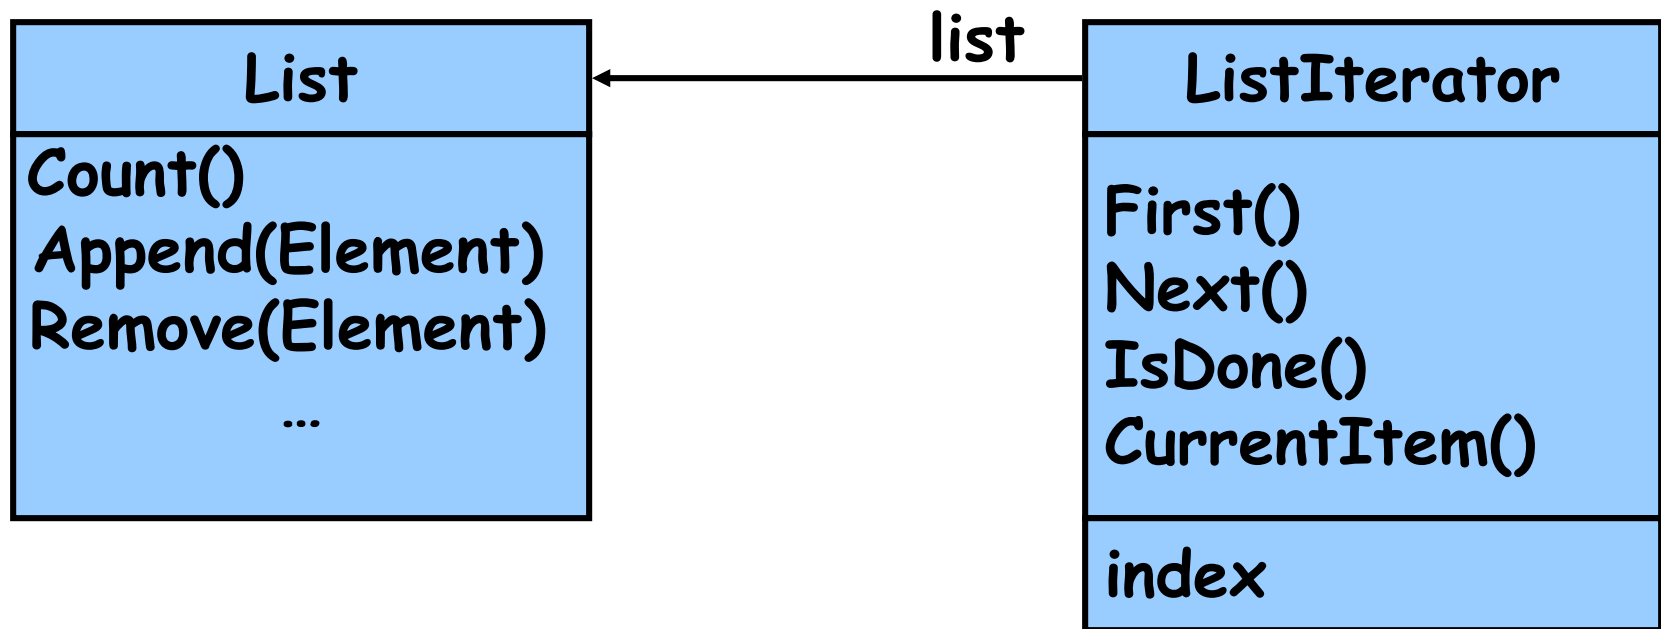 List
Count()
Append(Element)
Remove(Element)
...
list
ListIterator
First()
Next()
IsDone()
CurrentItem()
index